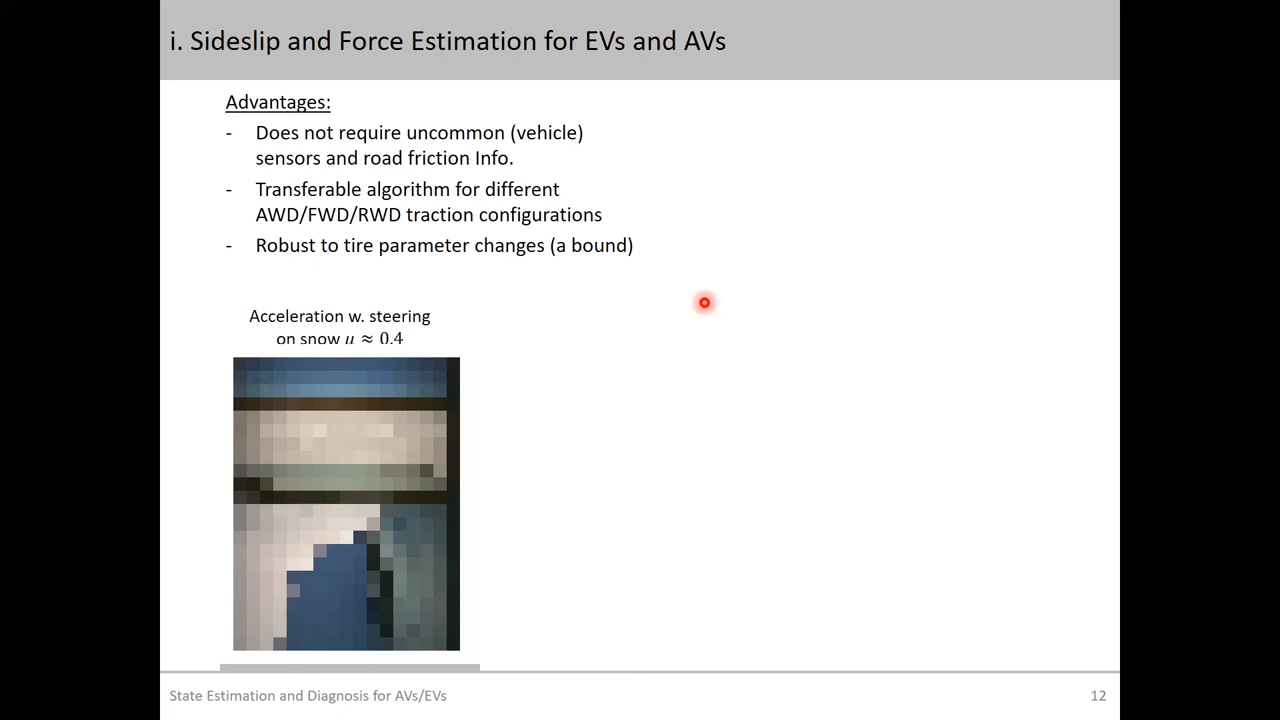 i. Sideslip and Force Estimation for EVs and AVs
Advantages:
- Does not require uncommon (vehicle)
sensors and road friction Info.
- Transferable algorithm for different
AWD/FWD/RWD traction configurations
- Robust to tire parameter changes (a bound)
Acceleration w. steering
on snow μ ≈ 0.4
State Estimation and Diagnosis for AVs/EVs
12